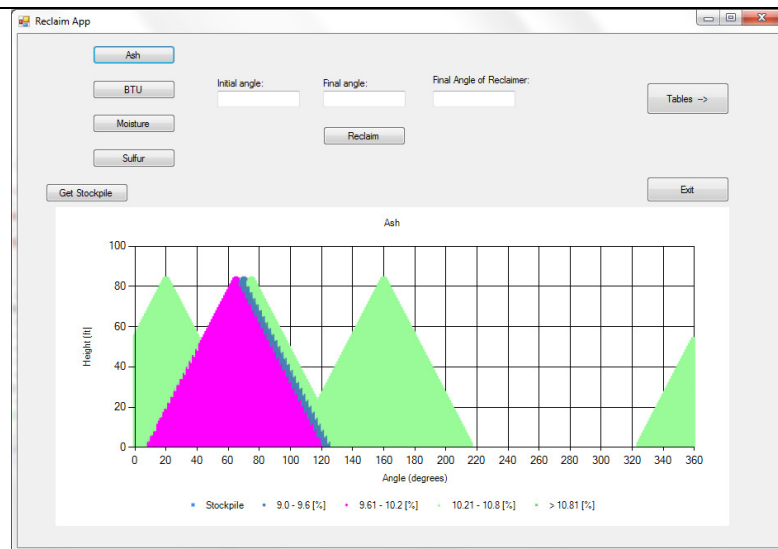 Reclaim App
Ash
BTU
Initial angle:
Final angle:
Final Angle of Reclaimer:
Tables -->
Moisture
Reclaim
Sulfur
Get Stockpile
Exit
Ash
100
80
60
40
20
0
Height [ft]
0 20 40 60 80 100 120 140 160 180 200 220 240 260 280 300 320 340 360
Angle (degrees)
Stockpile 9.0 - 9.6 [%] 9.61 - 10.2 [%] 10.21 - 10.8 [%] > 10.81 [%]